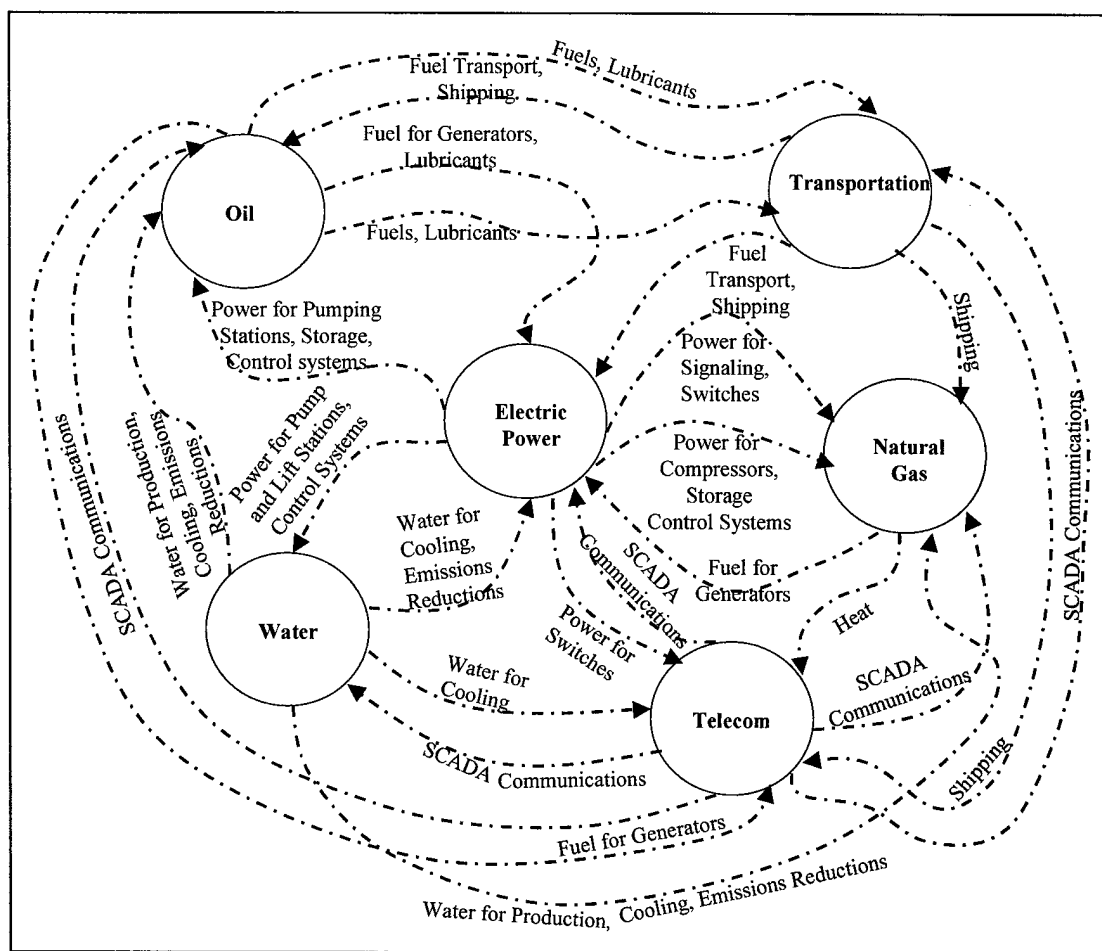 Fuels, Lubricants
Fuel Transport,
Shipping
Fuel for Generators,
Lubricants
Transportation
Oil
Fuels, Lubricants
Fuel
Transport,
Shipping
Shipping
Power for Pumping
Stations, Storage,
Control systems
Power for
Signaling,
Switches
Electric
Power
Natural
Gas
Power for
Compressors,
Storage
Control Systems
SCADA Communications
Water for Production,
Cooling, Emissions
Reductions
Power for Pump
and Lift Stations,
Control Systems
Water for
Cooling,
Emissions
Reductions
SCADA
Communications
Fuel for
Generators
SCADA Communications
Heat
Water
Power for
Switches
Water for
Cooling
SCADA
Communications
Telecom
SCADA Communications
Shipping
Fuel for Generators
Water for Production, Cooling, Emissions Reductions